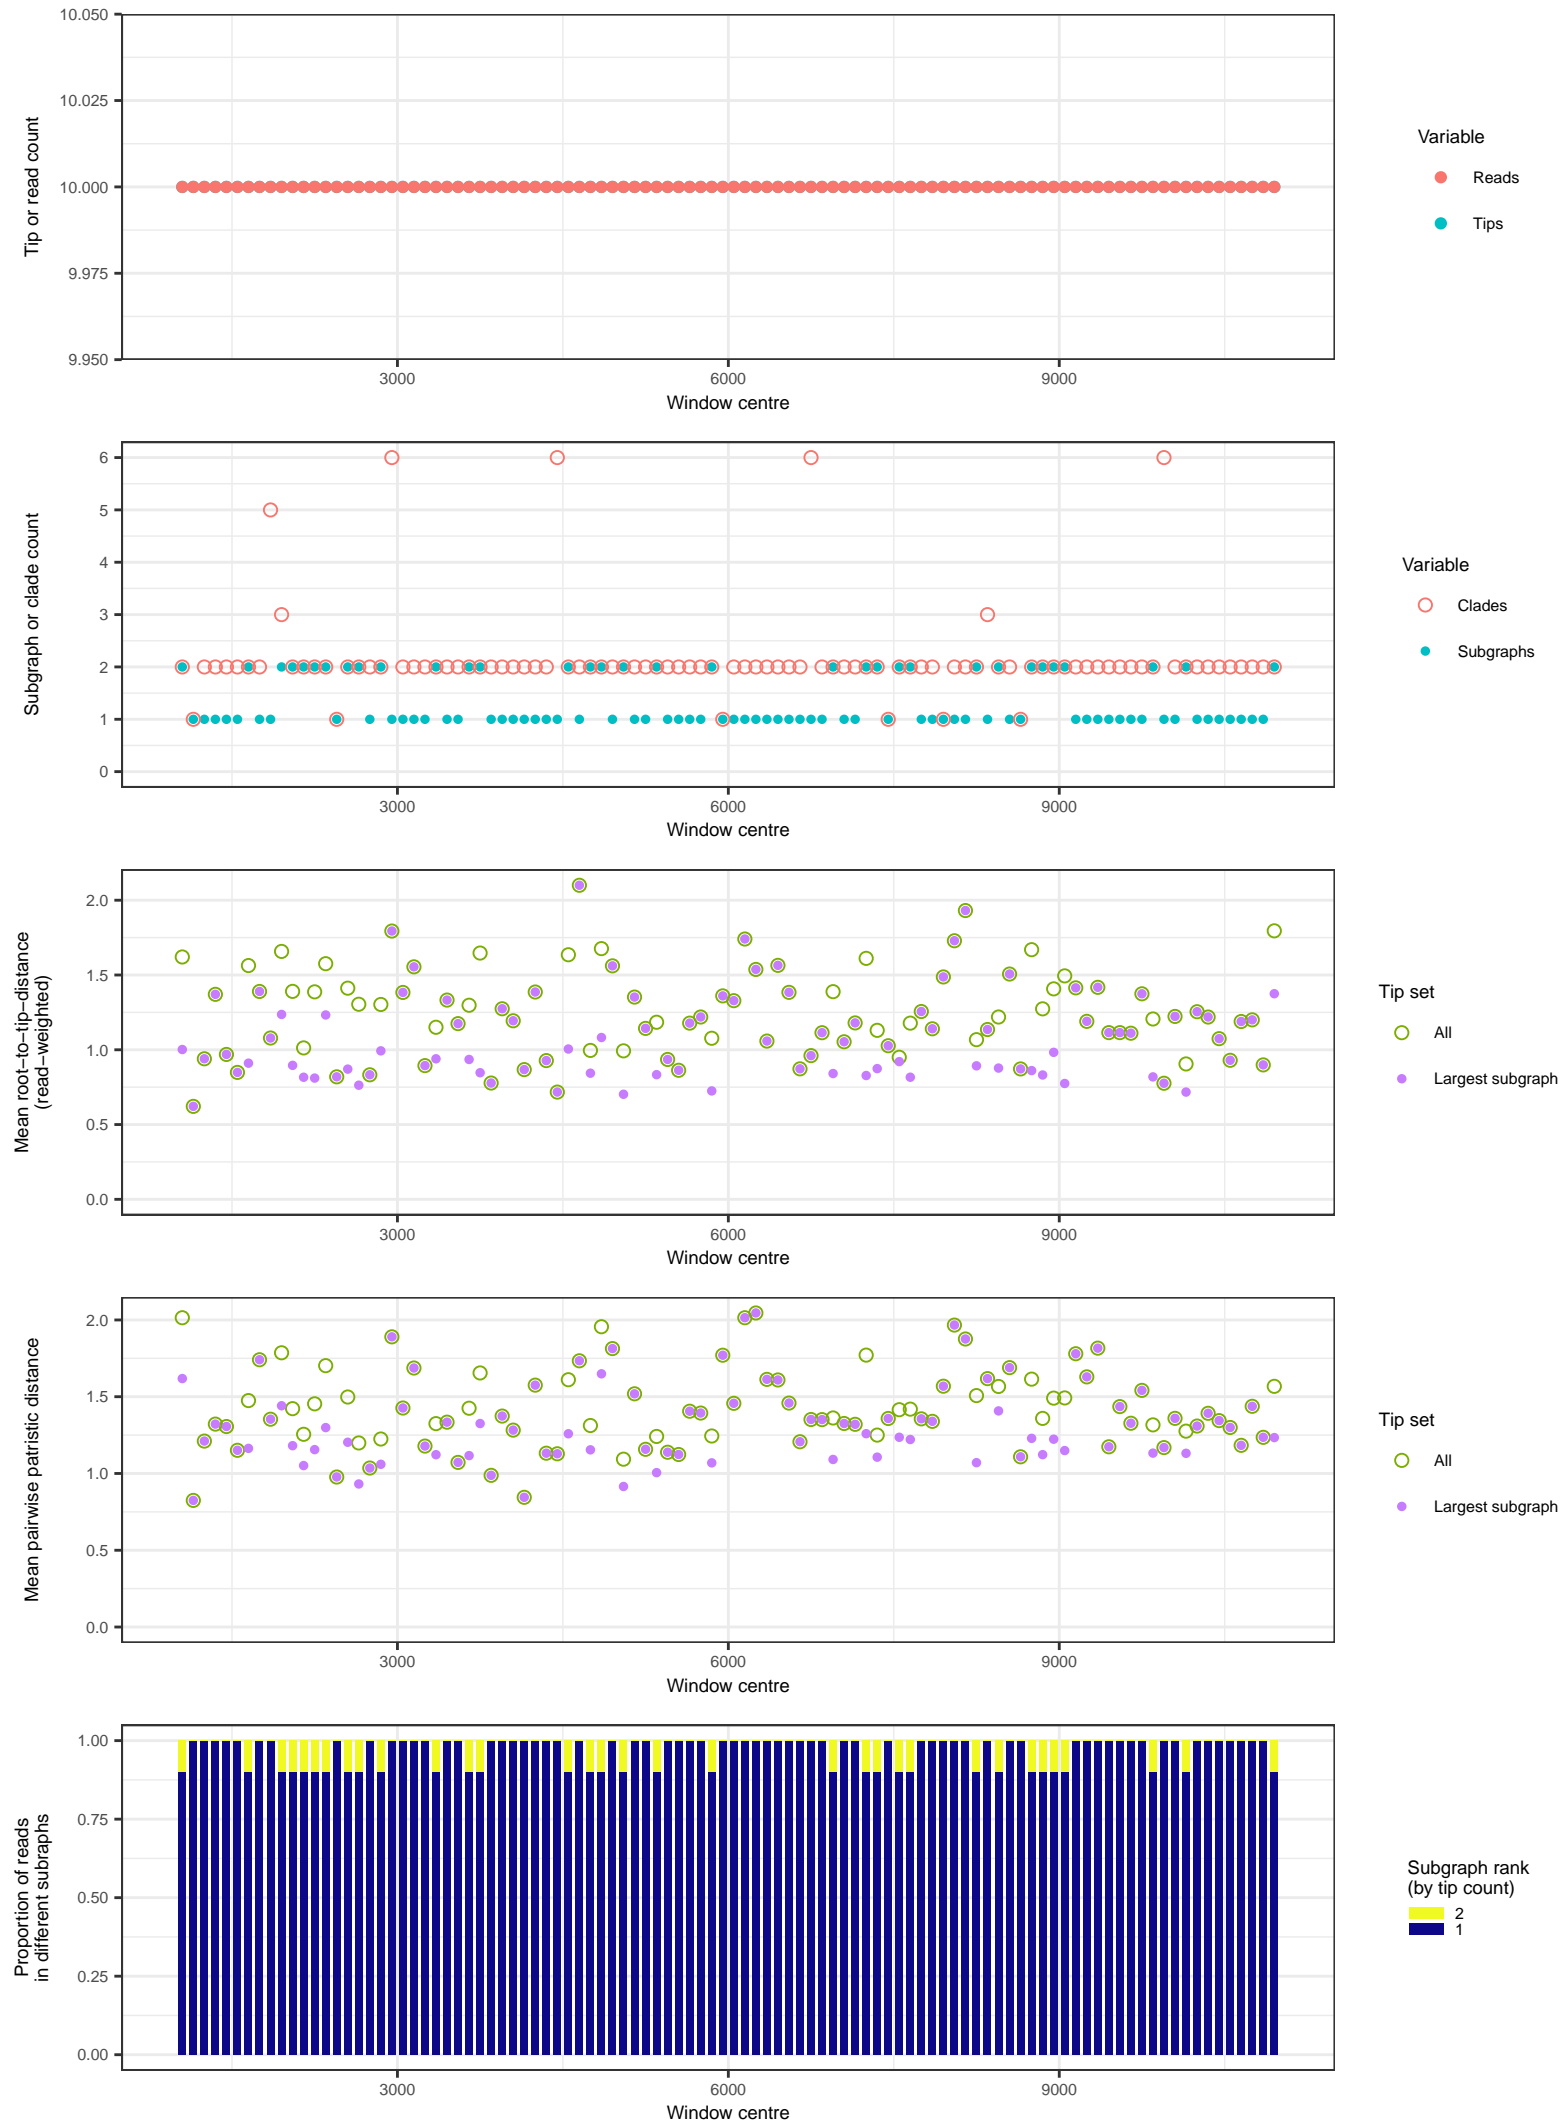 10.050
10.025
10.000
9.975
9.950
Tip or read count
3000
6000
9000
Window centre
Variable
Reads
Tips
6
5
4
3
2
1
0
Subgraph or clade count
3000
6000
9000
Window centre
Variable
Clades
Subgraphs
2.0
1.5
1.0
0.5
0.0
Mean root−to−tip−distance
(read−weighted)
3000
6000
9000
Window centre
Tip set
All
Largest subgraph
2.0
1.5
1.0
0.5
0.0
Mean pairwise patristic distance
3000
6000
9000
Window centre
Tip set
All
Largest subgraph
1.00
0.75
0.50
0.25
0.00
Proportion of reads
in different subraphs
3000
6000
9000
Window centre
Subgraph rank
(by tip count)
2
1